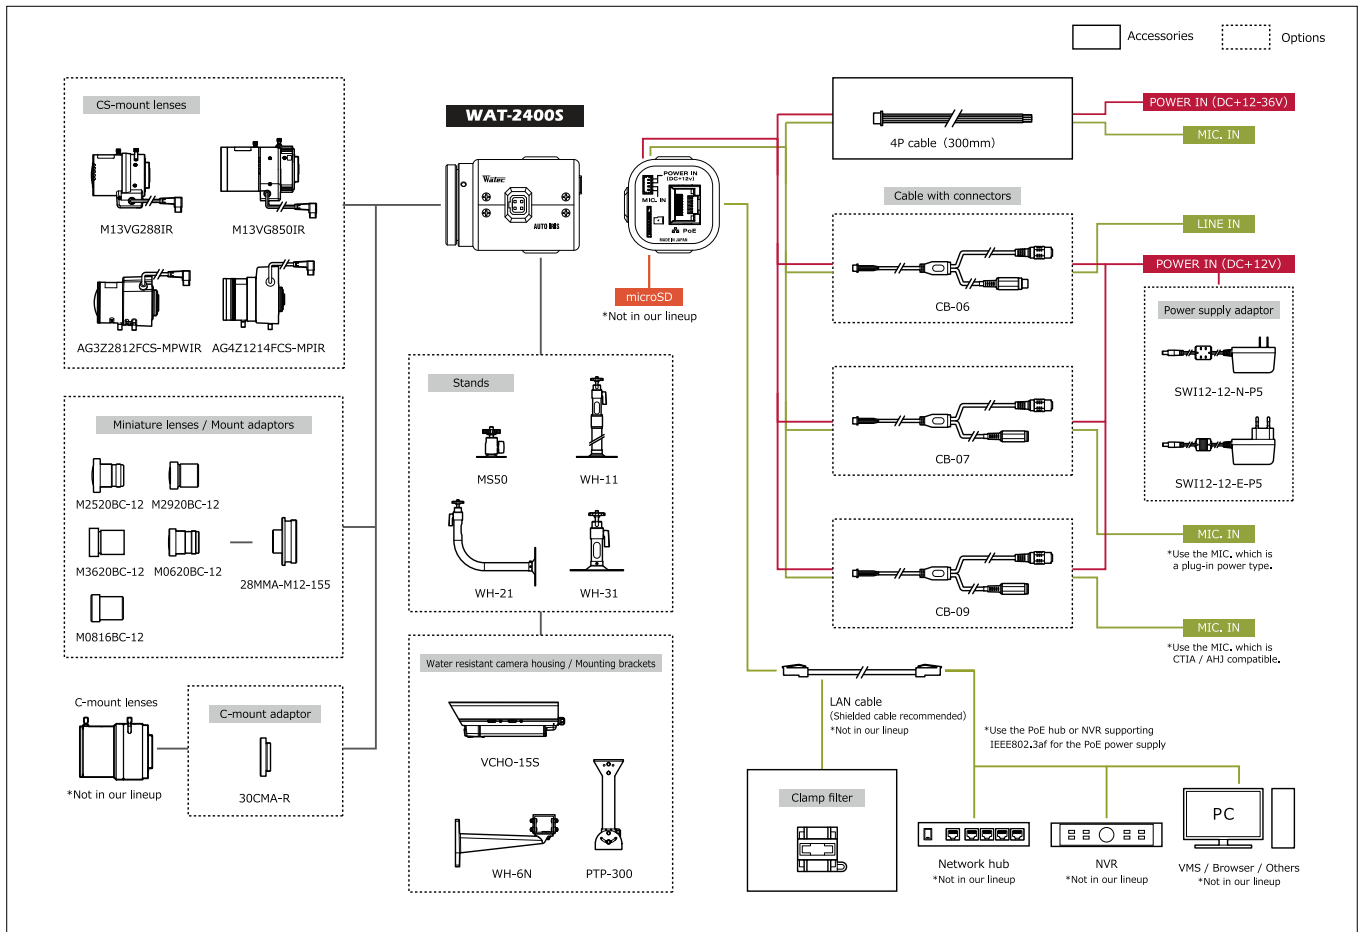 Accessories
Options
CS-mount lenses
M13VG288IR
M13VG850IR
AG3Z2812FCS-MPWIR
AG4Z1214FCS-MPIR
Miniature lenses / Mount adaptors
M2520BC-12
M2920BC-12
M3620BC-12
M0620BC-12
28MMA-M12-155
M0816BC-12
C-mount lenses
*Not in our lineup
C-mount adaptor
30CMA-R
WAT-2400S
Watec
AUTO IRIS
POWER IN
(DC+12v)
MIC. IN
PoE
MADE IN JAPAN
microSD
*Not in our lineup
Stands
MS50
WH-11
WH-21
WH-31
Water resistant camera housing / Mounting brackets
VCHO-15S
WH-6N
PTP-300
4P cable（300mm）
POWER IN (DC+12-36V)
MIC. IN
Cable with connectors
CB-06
CB-07
CB-09
LINE IN
POWER IN (DC+12V)
Power supply adaptor
SWI12-12-N-P5
SWI12-12-E-P5
MIC. IN
*Use the MIC. which is
a plug-in power type.
MIC. IN
*Use the MIC. which is
CTIA / AHJ compatible.
LAN cable
(Shielded cable recommended)
*Not in our lineup
*Use the PoE hub or NVR supporting
IEEE802.3af for the PoE power supply
Clamp filter
Network hub
*Not in our lineup
NVR
*Not in our lineup
PC
VMS / Browser / Others
*Not in our lineup